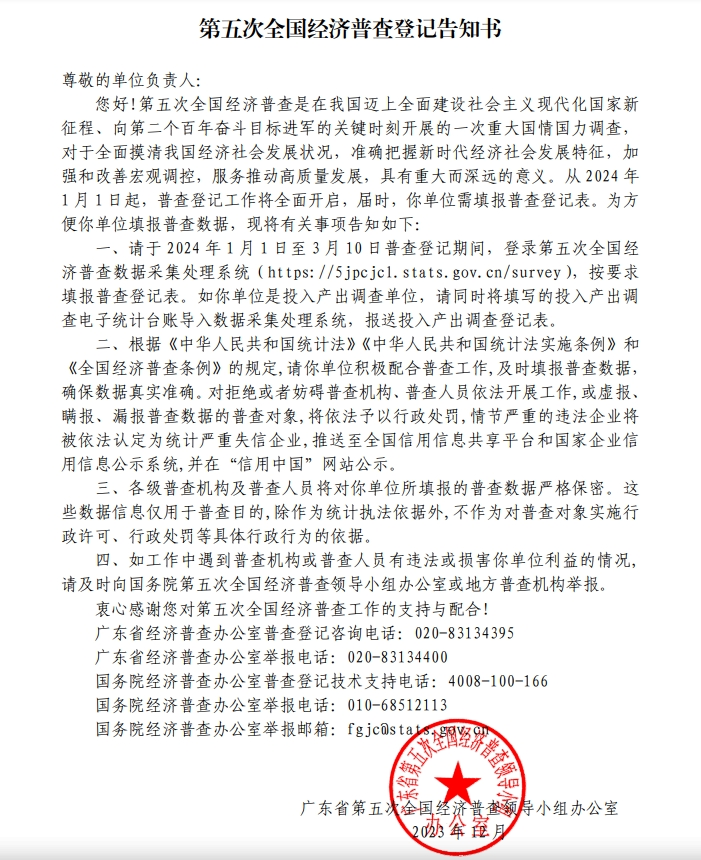 第五次全国经济普查登记告知书
尊敬的单位负责人：
您好!第五次全国经济普查是在我国迈上全面建设社会主义现代化国家新
征程、向第二个百年奋斗目标进军的关键时刻开展的一次重大国情国力调查，
对于全面摸清我国经济社会发展状况，准确把握新时代经济社会发展特征，加
强和改善宏观调控，服务推动高质量发展，具有重大而深远的意义。从 2024 年
1 月 1 日起，普查登记工作将全面开启，届时，你单位需填报普查登记表。为方
便你单位填报普查数据，现将有关事项告知如下：
一、请于 2024 年 1 月 1 日至 3 月 10 日普查登记期间，登录第五次全国经
济普查数据采集处理系统（https://5jpcjcl.stats.gov.cn/survey），按要求
填报普查登记表。如你单位是投入产出调查单位，请同时将填写的投入产出调
查电子统计台账导入数据采集处理系统，报送投入产出调查登记表。
二、根据《中华人民共和国统计法》《中华人民共和国统计法实施条例》和
《全国经济普查条例》的规定,请你单位积极配合普查工作,及时填报普查数据,
确保数据真实准确。对拒绝或者妨碍普查机构、普查人员依法开展工作,或虚报、
瞒报、漏报普查数据的普查对象,将依法予以行政处罚,情节严重的违法企业将
被依法认定为统计严重失信企业,推送至全国信用信息共享平台和国家企业信
用信息公示系统,并在“信用中国”网站公示。
三、各级普查机构及普查人员将对你单位所填报的普查数据严格保密。这
些数据信息仅用于普查目的,除作为统计执法依据外,不作为对普查对象实施行
政许可、行政处罚等具体行政行为的依据。
四、如工作中遇到普查机构或普查人员有违法或损害你单位利益的情况,
请及时向国务院第五次全国经济普查领导小组办公室或地方普查机构举报。
衷心感谢您对第五次全国经济普查工作的支持与配合!
广东省经济普查办公室普查登记咨询电话：020-83134395
广东省经济普查办公室举报电话：020-83134400
国务院经济普查办公室普查登记技术支持电话：4008-100-166
国务院经济普查办公室举报电话：010-68512113
国务院经济普查办公室举报邮箱：fgjc@stats.gov.cn
广东省第五次全国经济普查领导小组
办公室
广东省第五次全国经济普查领导小组办公室
2023 年 12 月